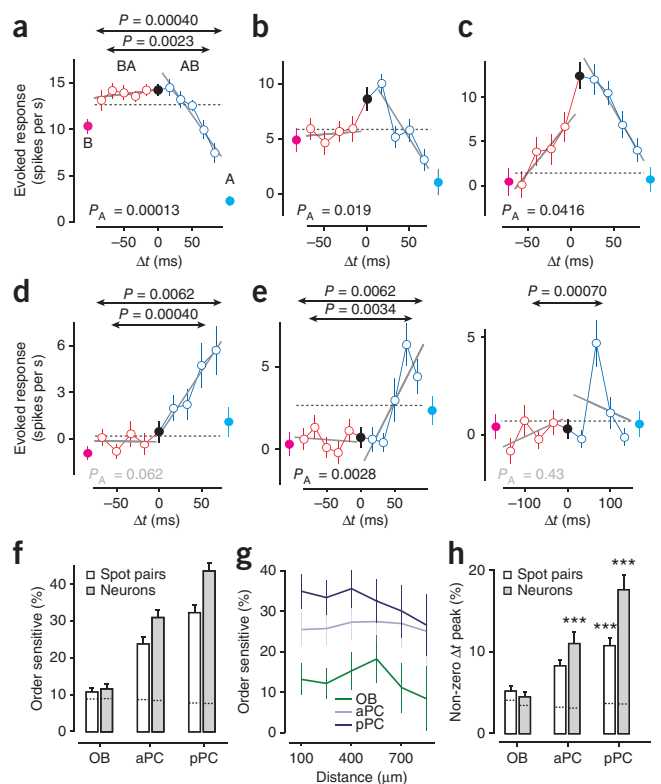 a
P = 0.00040
P = 0.0023
BA
AB
15
10
5
0
B
A
P_A = 0.00013
−50 0 50
Δt (ms)
Evoked response
(spikes per s)
b
10
5
0
P_A = 0.019
−50 0 50
Δt (ms)
c
10
5
0
P_A = 0.0416
−50 0 50
Δt (ms)
d
P = 0.0062
P = 0.00040
6
3
0
P_A = 0.062
−50 0 50
Δt (ms)
Evoked response
(spikes per s)
e
P = 0.0062
P = 0.0034
5
0
P_A = 0.0028
−50 0 50
Δt (ms)
P = 0.00070
5
0
P_A = 0.43
−100 0 100
Δt (ms)
f
Spot pairs
Neurons
40
30
20
10
0
Order sensitive (%)
OB aPC pPC
g
40
30
20
10
0
Order sensitive (%)
OB
aPC
pPC
100 400 700
Distance (μm)
h
Spot pairs
Neurons
20
10
0
Non-zero Δt peak (%)
***
***
***
OB aPC pPC